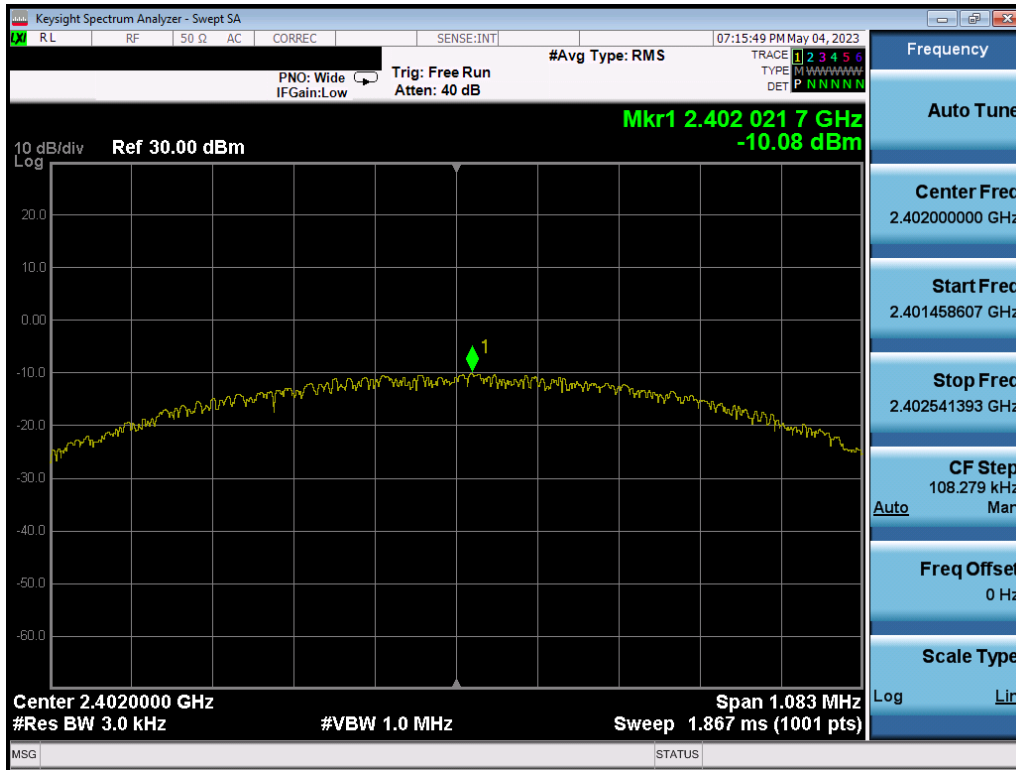 Keysight Spectrum Analyzer - Swept SA
LXI RL RF 50 Ω AC CORREC SENSE:INT 07:15:49 PM May 04, 2023
PNO: Wide
IFGain:Low
Trig: Free Run
Atten: 40 dB
#Avg Type: RMS
TRACE 1 2 3 4 5 6
TYPE M WWWWW
DET P N N N N N
Mkr1 2.402 021 7 GHz
-10.08 dBm
10 dB/div
Log
Ref 30.00 dBm
20.0
10.0
0.00
-10.0
-20.0
-30.0
-40.0
-50.0
-60.0
1
Center 2.4020000 GHz
#Res BW 3.0 kHz
#VBW 1.0 MHz
Span 1.083 MHz
Sweep 1.867 ms (1001 pts)
MSG
STATUS
Frequency
Auto Tune
Center Freq
2.402000000 GHz
Start Freq
2.401458607 GHz
Stop Freq
2.402541393 GHz
CF Step
108.279 kHz
Auto Man
Freq Offset
0 Hz
Scale Type
Log Lin